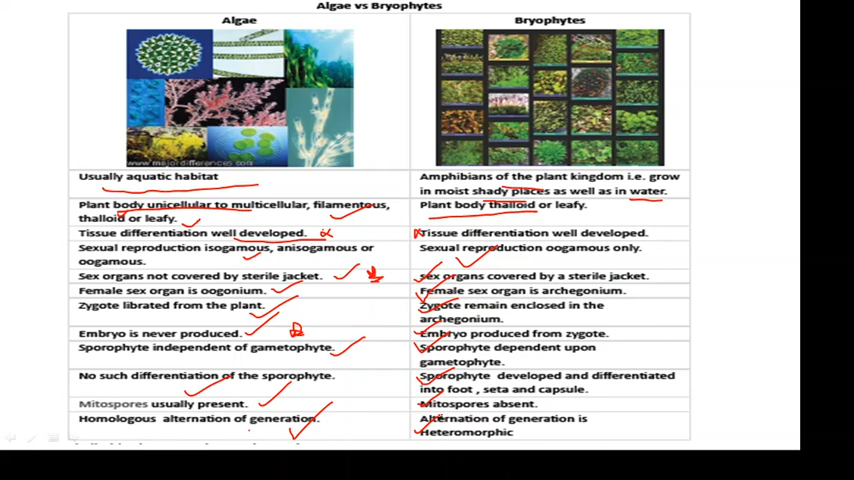 Algae vs Bryophytes
Algae
Bryophytes
www.majordifferences.com
Usually aquatic habitat
Amphibians of the plant kingdom i.e. grow
in moist shady places as well as in water.
Plant body unicellular to multicellular, filamentous,
thalloid or leafy.
Plant body thalloid or leafy.
Tissue differentiation well developed.
Tissue differentiation well developed.
Sexual reproduction isogamous, anisogamous or
oogamous.
Sexual reproduction oogamous only.
Sex organs not covered by sterile jacket.
sex organs covered by a sterile jacket.
Female sex organ is oogonium.
Female sex organ is archegonium.
Zygote librated from the plant.
Zygote remain enclosed in the
archegonium.
Embryo is never produced.
Embryo produced from zygote.
Sporophyte independent of gametophyte.
Sporophyte dependent upon
gametophyte.
No such differentiation of the sporophyte.
Sporophyte developed and differentiated
into foot , seta and capsule.
Mitospores usually present.
Mitospores absent.
Homologous alternation of generation.
Alternation of generation is
Heteromorphic